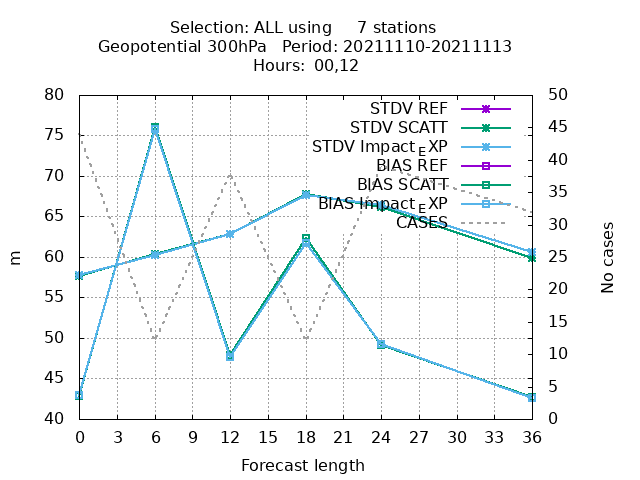 Selection: ALL using     7 stations
Geopotential 300hPa   Period: 20211110-20211113
Hours:  00,12
80
75
70
65
60
55
50
45
40
50
45
40
35
30
25
20
15
10
5
0
STDV REF
STDV SCATT
STDV Impact_EXP
BIAS REF
BIAS SCATT
BIAS Impact_EXP
CASES
m
No cases
0 3 6 9 12 15 18 21 24 27 30 33 36
Forecast length